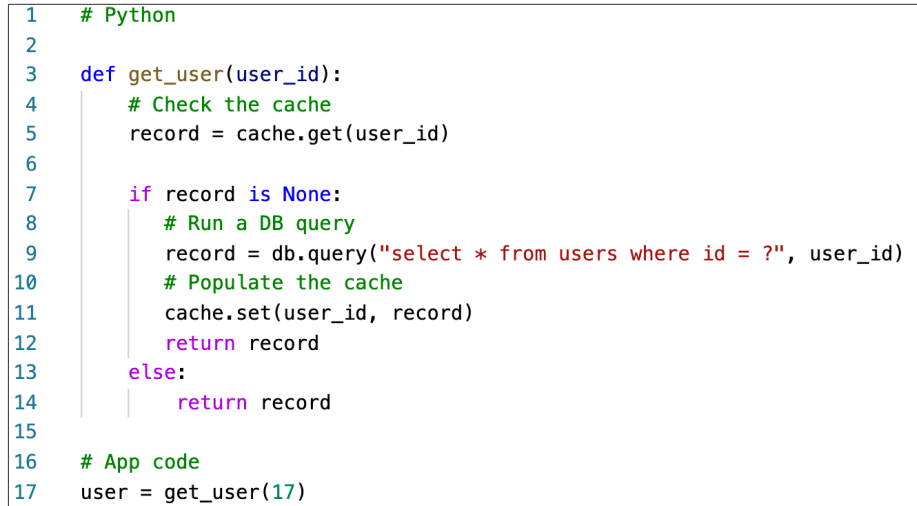 1 # Python
2
3 def get_user(user_id):
4     # Check the cache
5     record = cache.get(user_id)
6
7     if record is None:
8        # Run a DB query
9        record = db.query("select * from users where id = ?", user_id)
10        # Populate the cache
11        cache.set(user_id, record)
12        return record
13     else:
14         return record
15
16 # App code
17 user = get_user(17)